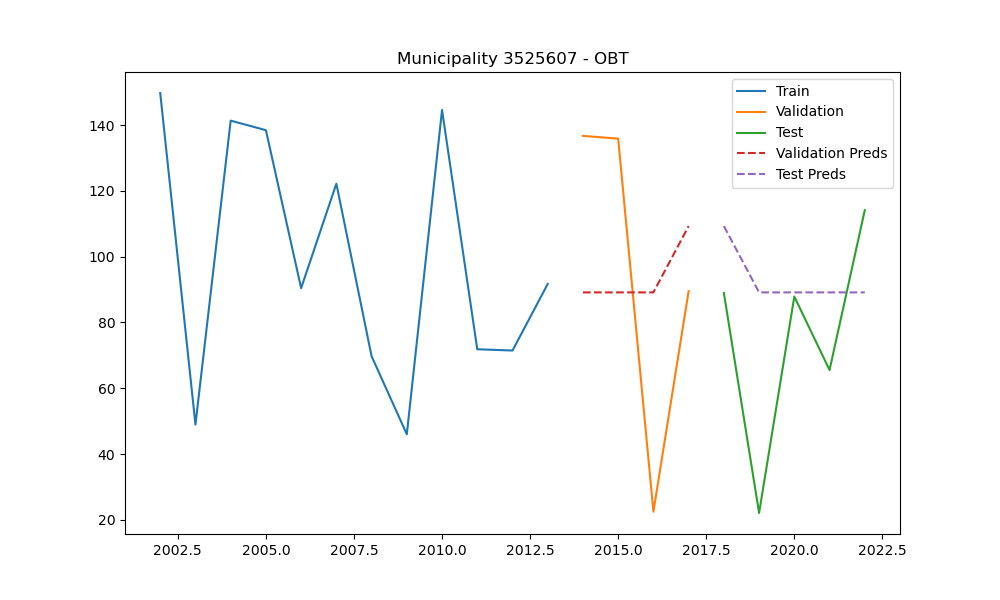 Municipality 3525607 - OBT
Train
Validation
Test
Validation Preds
Test Preds
140
120
100
80
60
40
20
2002.5 2005.0 2007.5 2010.0 2012.5 2015.0 2017.5 2020.0 2022.5